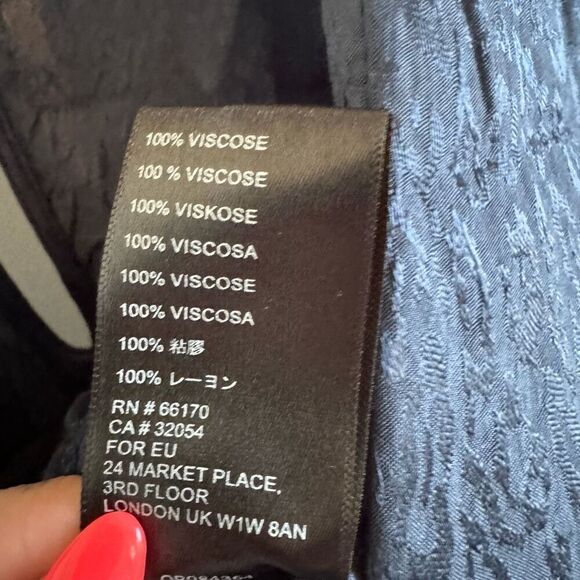 100% VISCOSE
100 % VISCOSE
100% VISKOSE
100% VISCOSA
100% VISCOSE
100% VISCOSA
100% 粘膠
100% レーヨン
RN # 66170
CA # 32054
FOR EU
24 MARKET PLACE,
3RD FLOOR
LONDON UK W1W 8AN